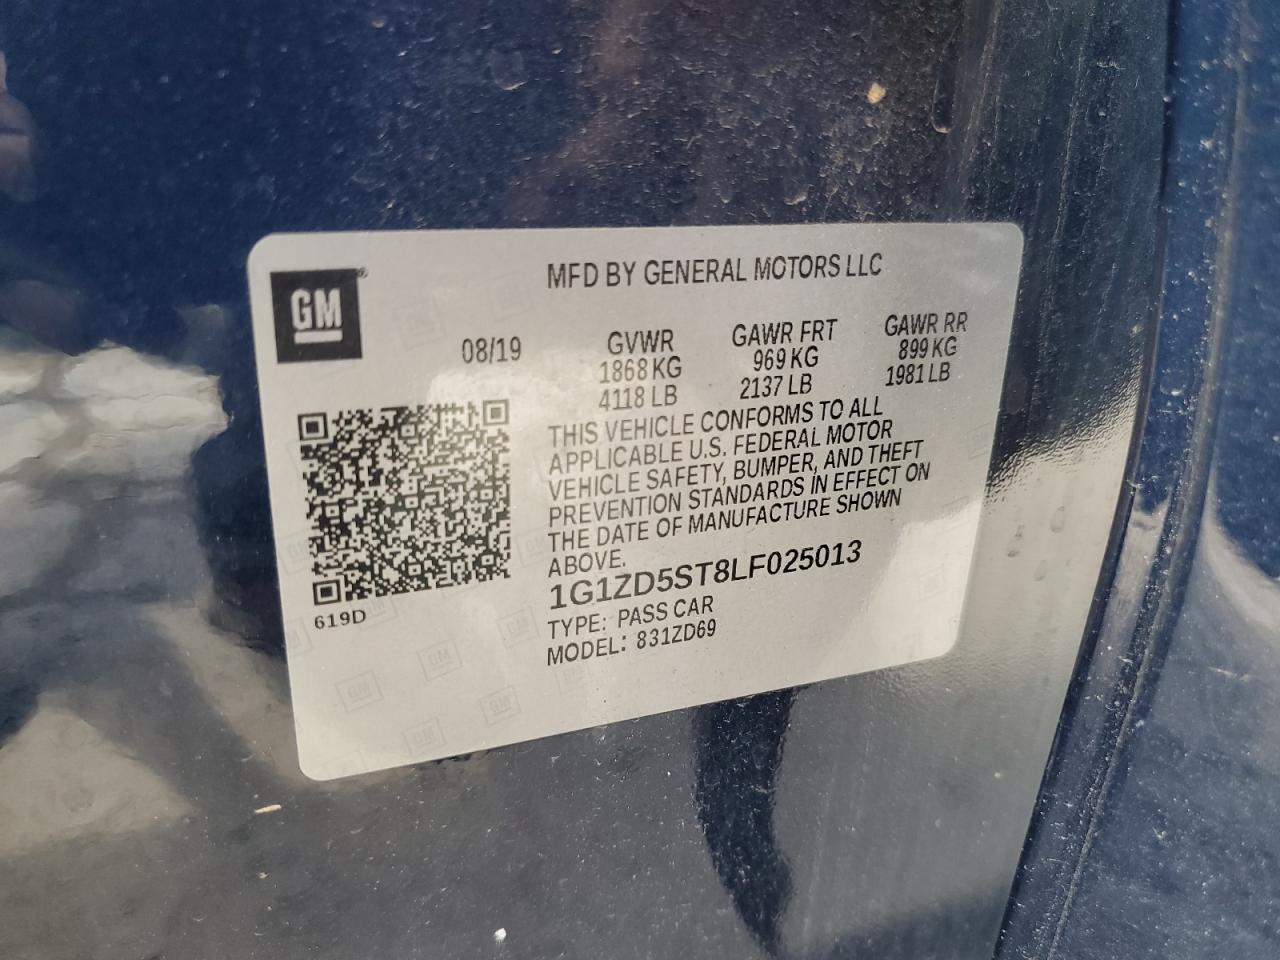 GM
MFD BY GENERAL MOTORS LLC
08/19 GVWR GAWR FRT GAWR RR
1868 KG 969 KG 899 KG
4118 LB 2137 LB 1981 LB
THIS VEHICLE CONFORMS TO ALL
APPLICABLE U.S. FEDERAL MOTOR
VEHICLE SAFETY, BUMPER, AND THEFT
PREVENTION STANDARDS IN EFFECT ON
THE DATE OF MANUFACTURE SHOWN
ABOVE.
1G1ZD5ST8LF025013
619D
TYPE: PASS CAR
MODEL: 831ZD69